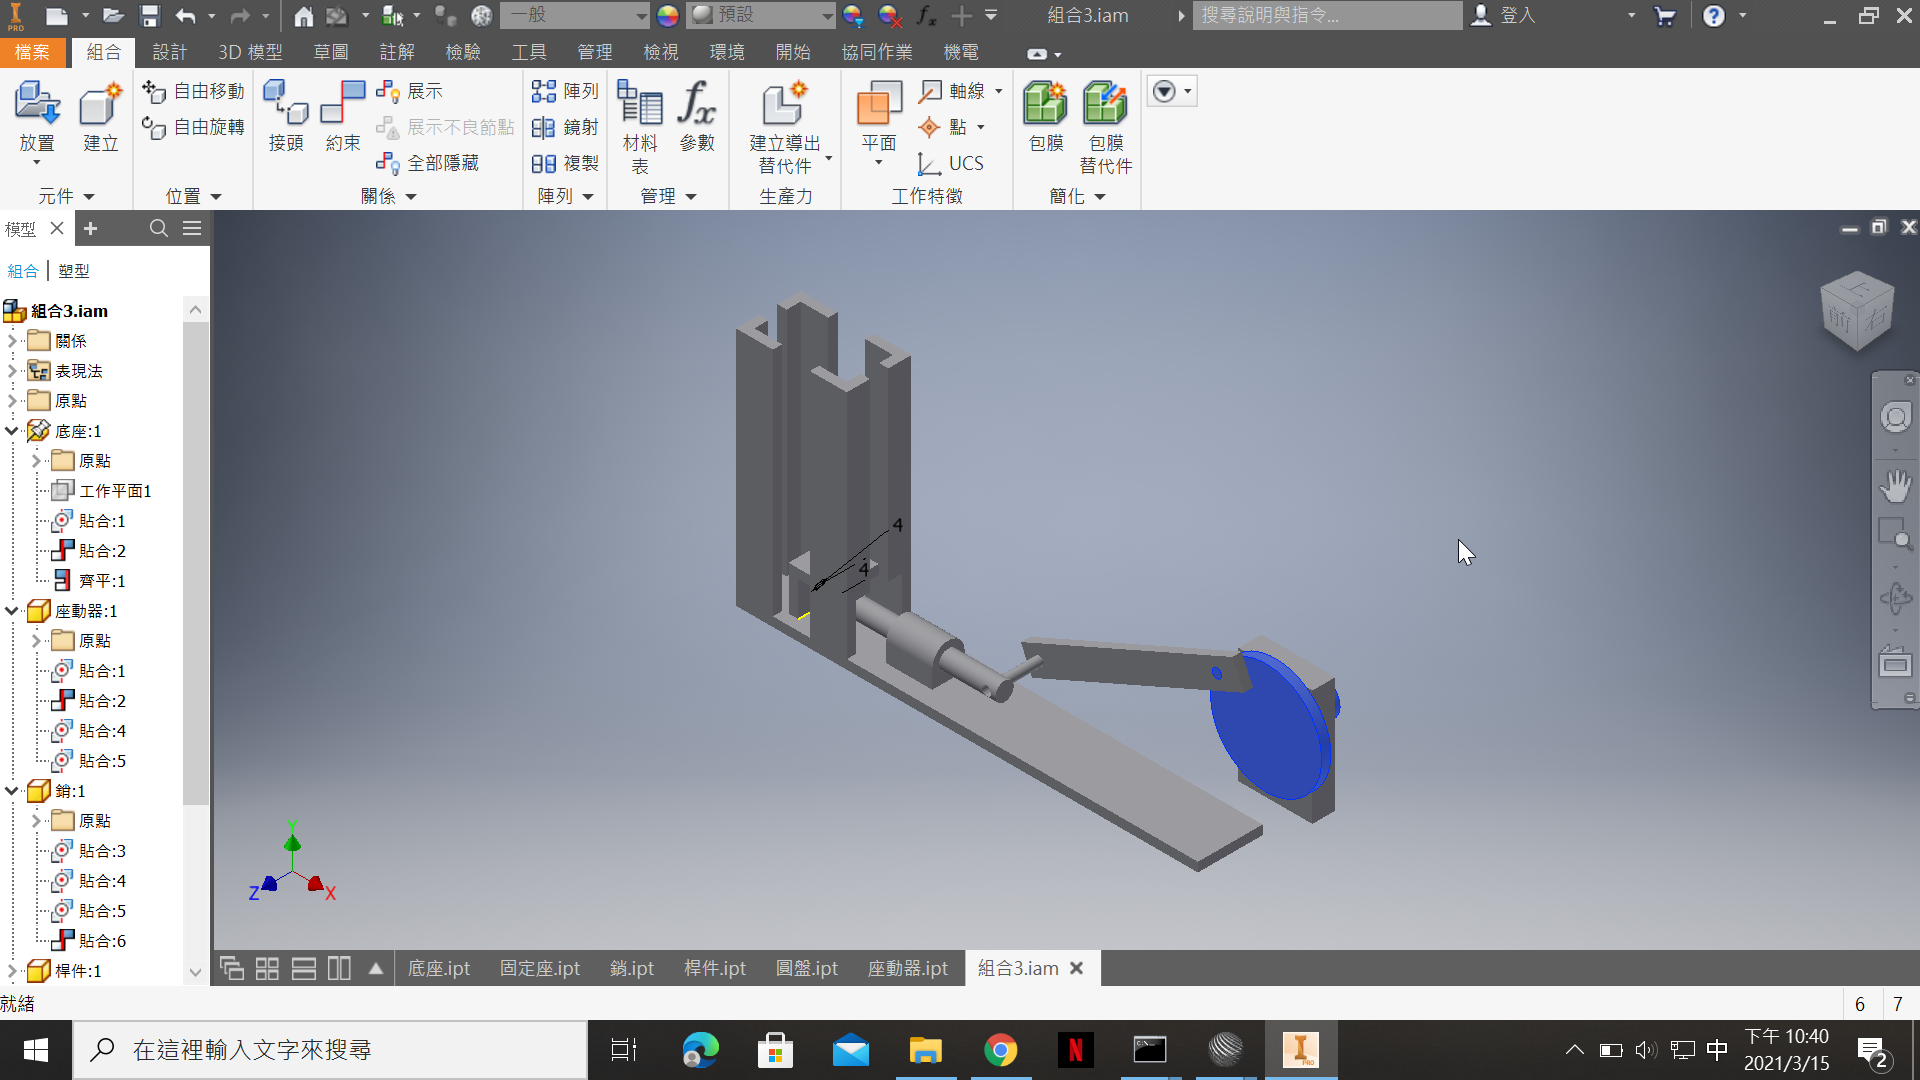 PRO
一般
預設
fx
組合3.iam
搜尋說明與指令...
登入
檔案
組合
設計
3D 模型
草圖
註解
檢驗
工具
管理
檢視
環境
開始
協同作業
機電
放置
建立
自由移動
自由旋轉
接頭
約束
展示
展示不良節點
全部隱藏
陣列
鏡射
複製
材料
表
fx
參數
建立導出
替代件
平面
軸線
點
UCS
包膜
包膜
替代件
元件
位置
關係
陣列
管理
生產力
工作特徵
簡化
模型
組合
塑型
組合3.iam
關係
表現法
原點
底座:1
原點
工作平面1
貼合:1
貼合:2
齊平:1
座動器:1
原點
貼合:1
貼合:2
貼合:4
貼合:5
銷:1
原點
貼合:3
貼合:4
貼合:5
貼合:6
桿件:1
上
前
右
4
4
Y
Z
X
底座.ipt
固定座.ipt
銷.ipt
桿件.ipt
圓盤.ipt
座動器.ipt
組合3.iam
就緒
6
7
在這裡輸入文字來搜尋
N
I
PRO
中
下午 10:40
2021/3/15
2